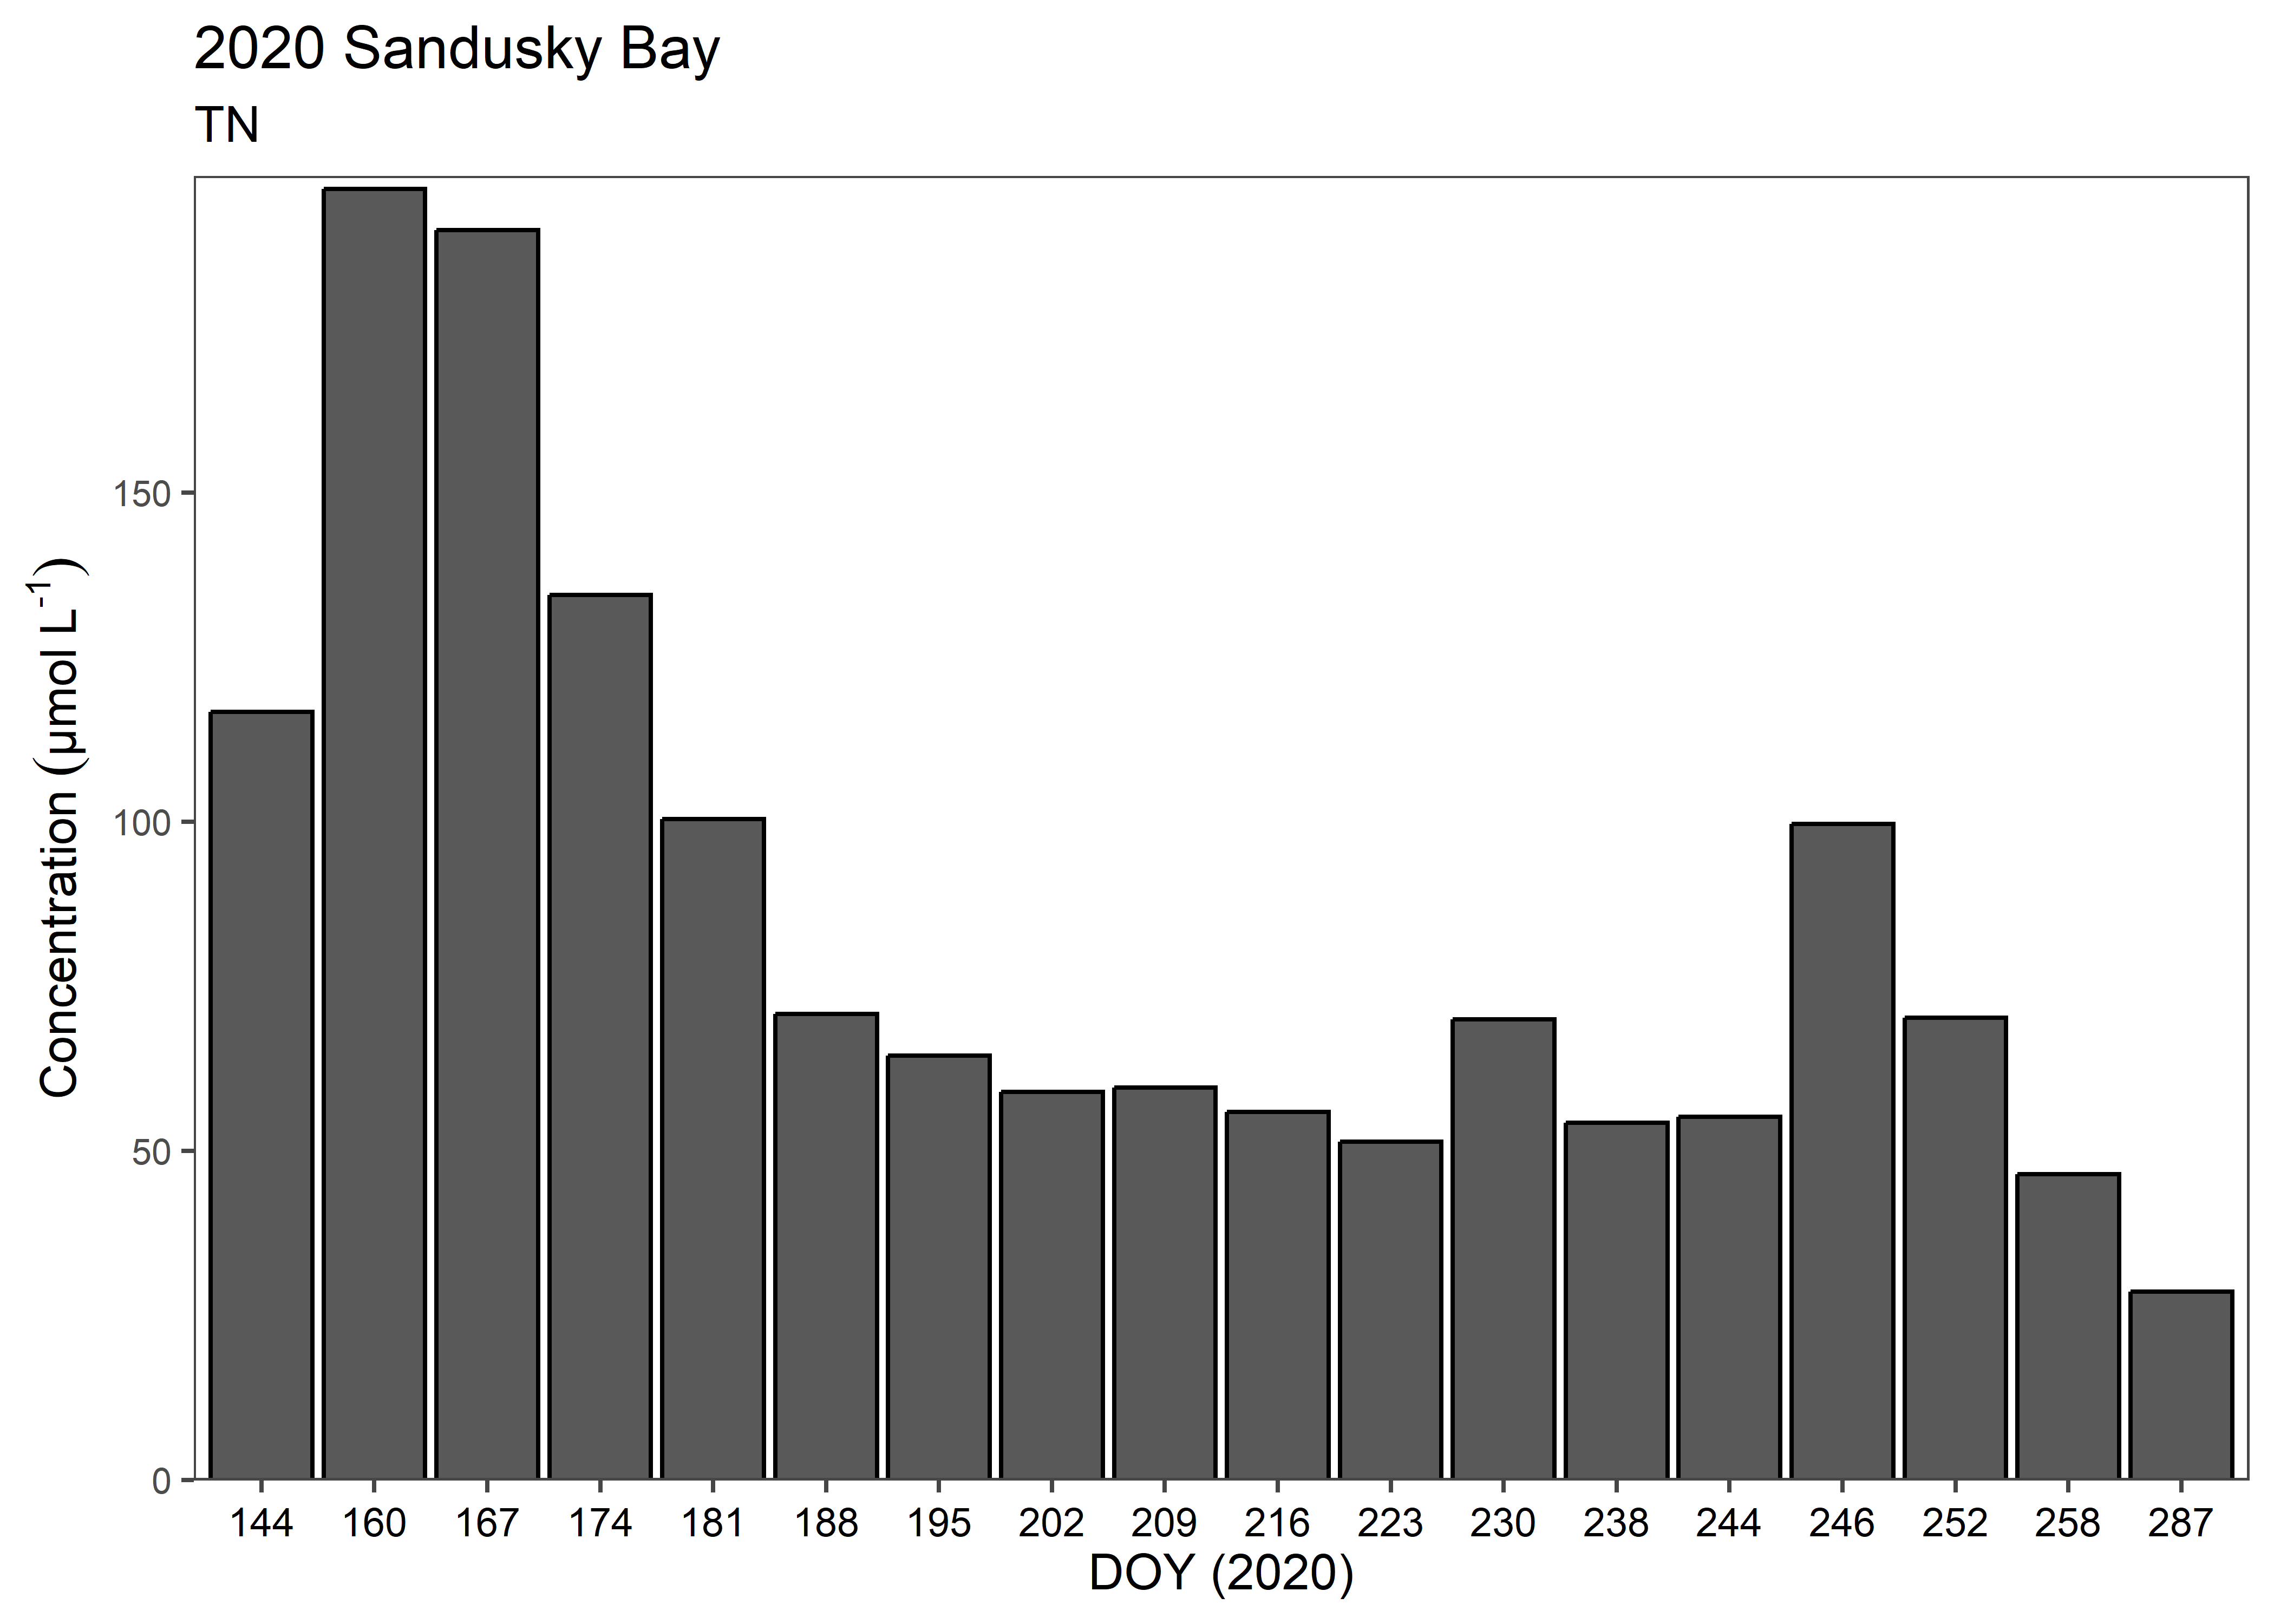 2020 Sandusky Bay
TN
Concentration (µmol L⁻¹)
150
100
50
0
144 160 167 174 181 188 195 202 209 216 223 230 238 244 246 252 258 287
DOY (2020)